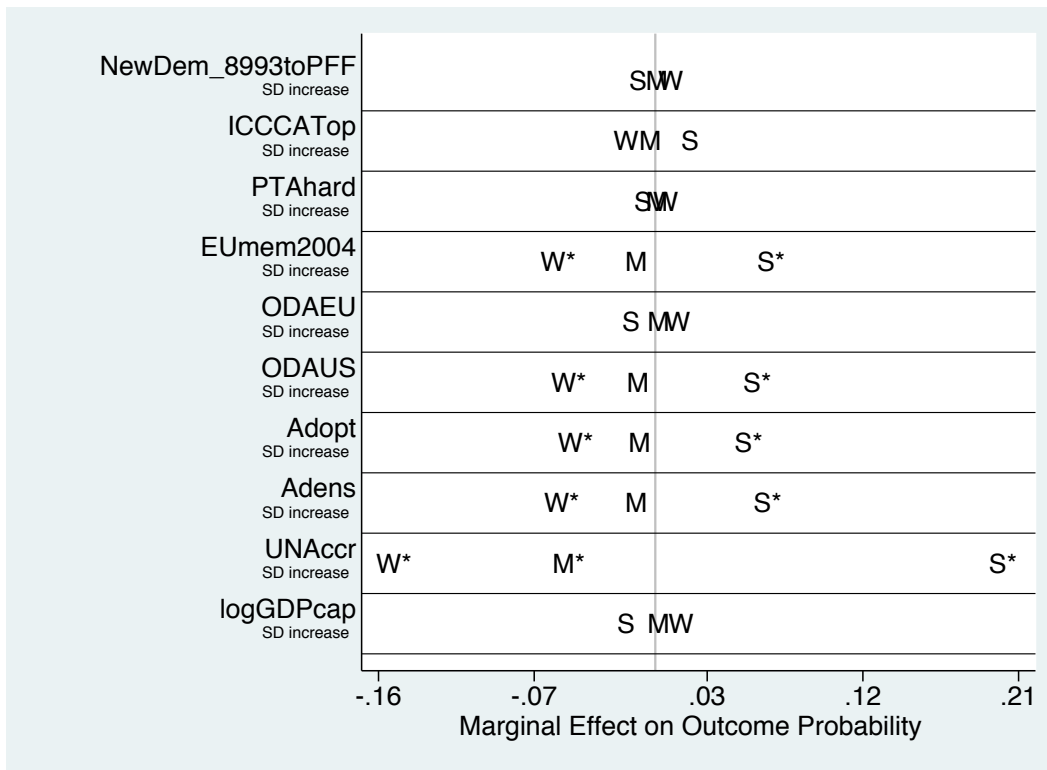 NewDem_8993toPFF
SD increase
SMW
ICCCATop
SD increase
WM S
PTAhard
SD increase
SMW
EUmem2004
SD increase
W* M S*
ODAEU
SD increase
S MW
ODAUS
SD increase
W* M S*
Adopt
SD increase
W* M S*
Adens
SD increase
W* M S*
UNAccr
SD increase
W* M* S*
logGDPcap
SD increase
S MW
-.16 -.07 .03 .12 .21
Marginal Effect on Outcome Probability